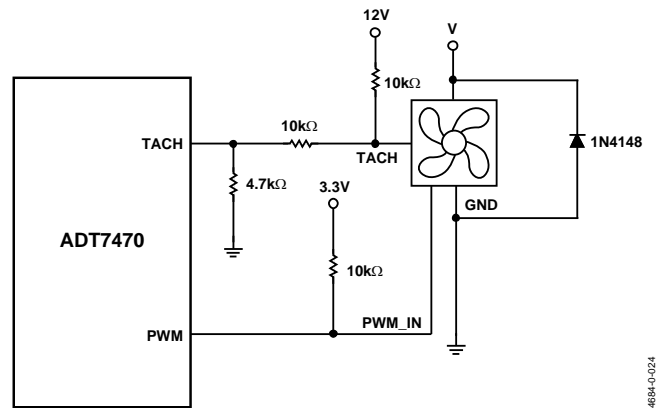 12V
V
10kΩ
10kΩ
TACH
TACH
1N4148
4.7kΩ
3.3V
GND
ADT7470
10kΩ
PWM_IN
PWM
4684-0-024